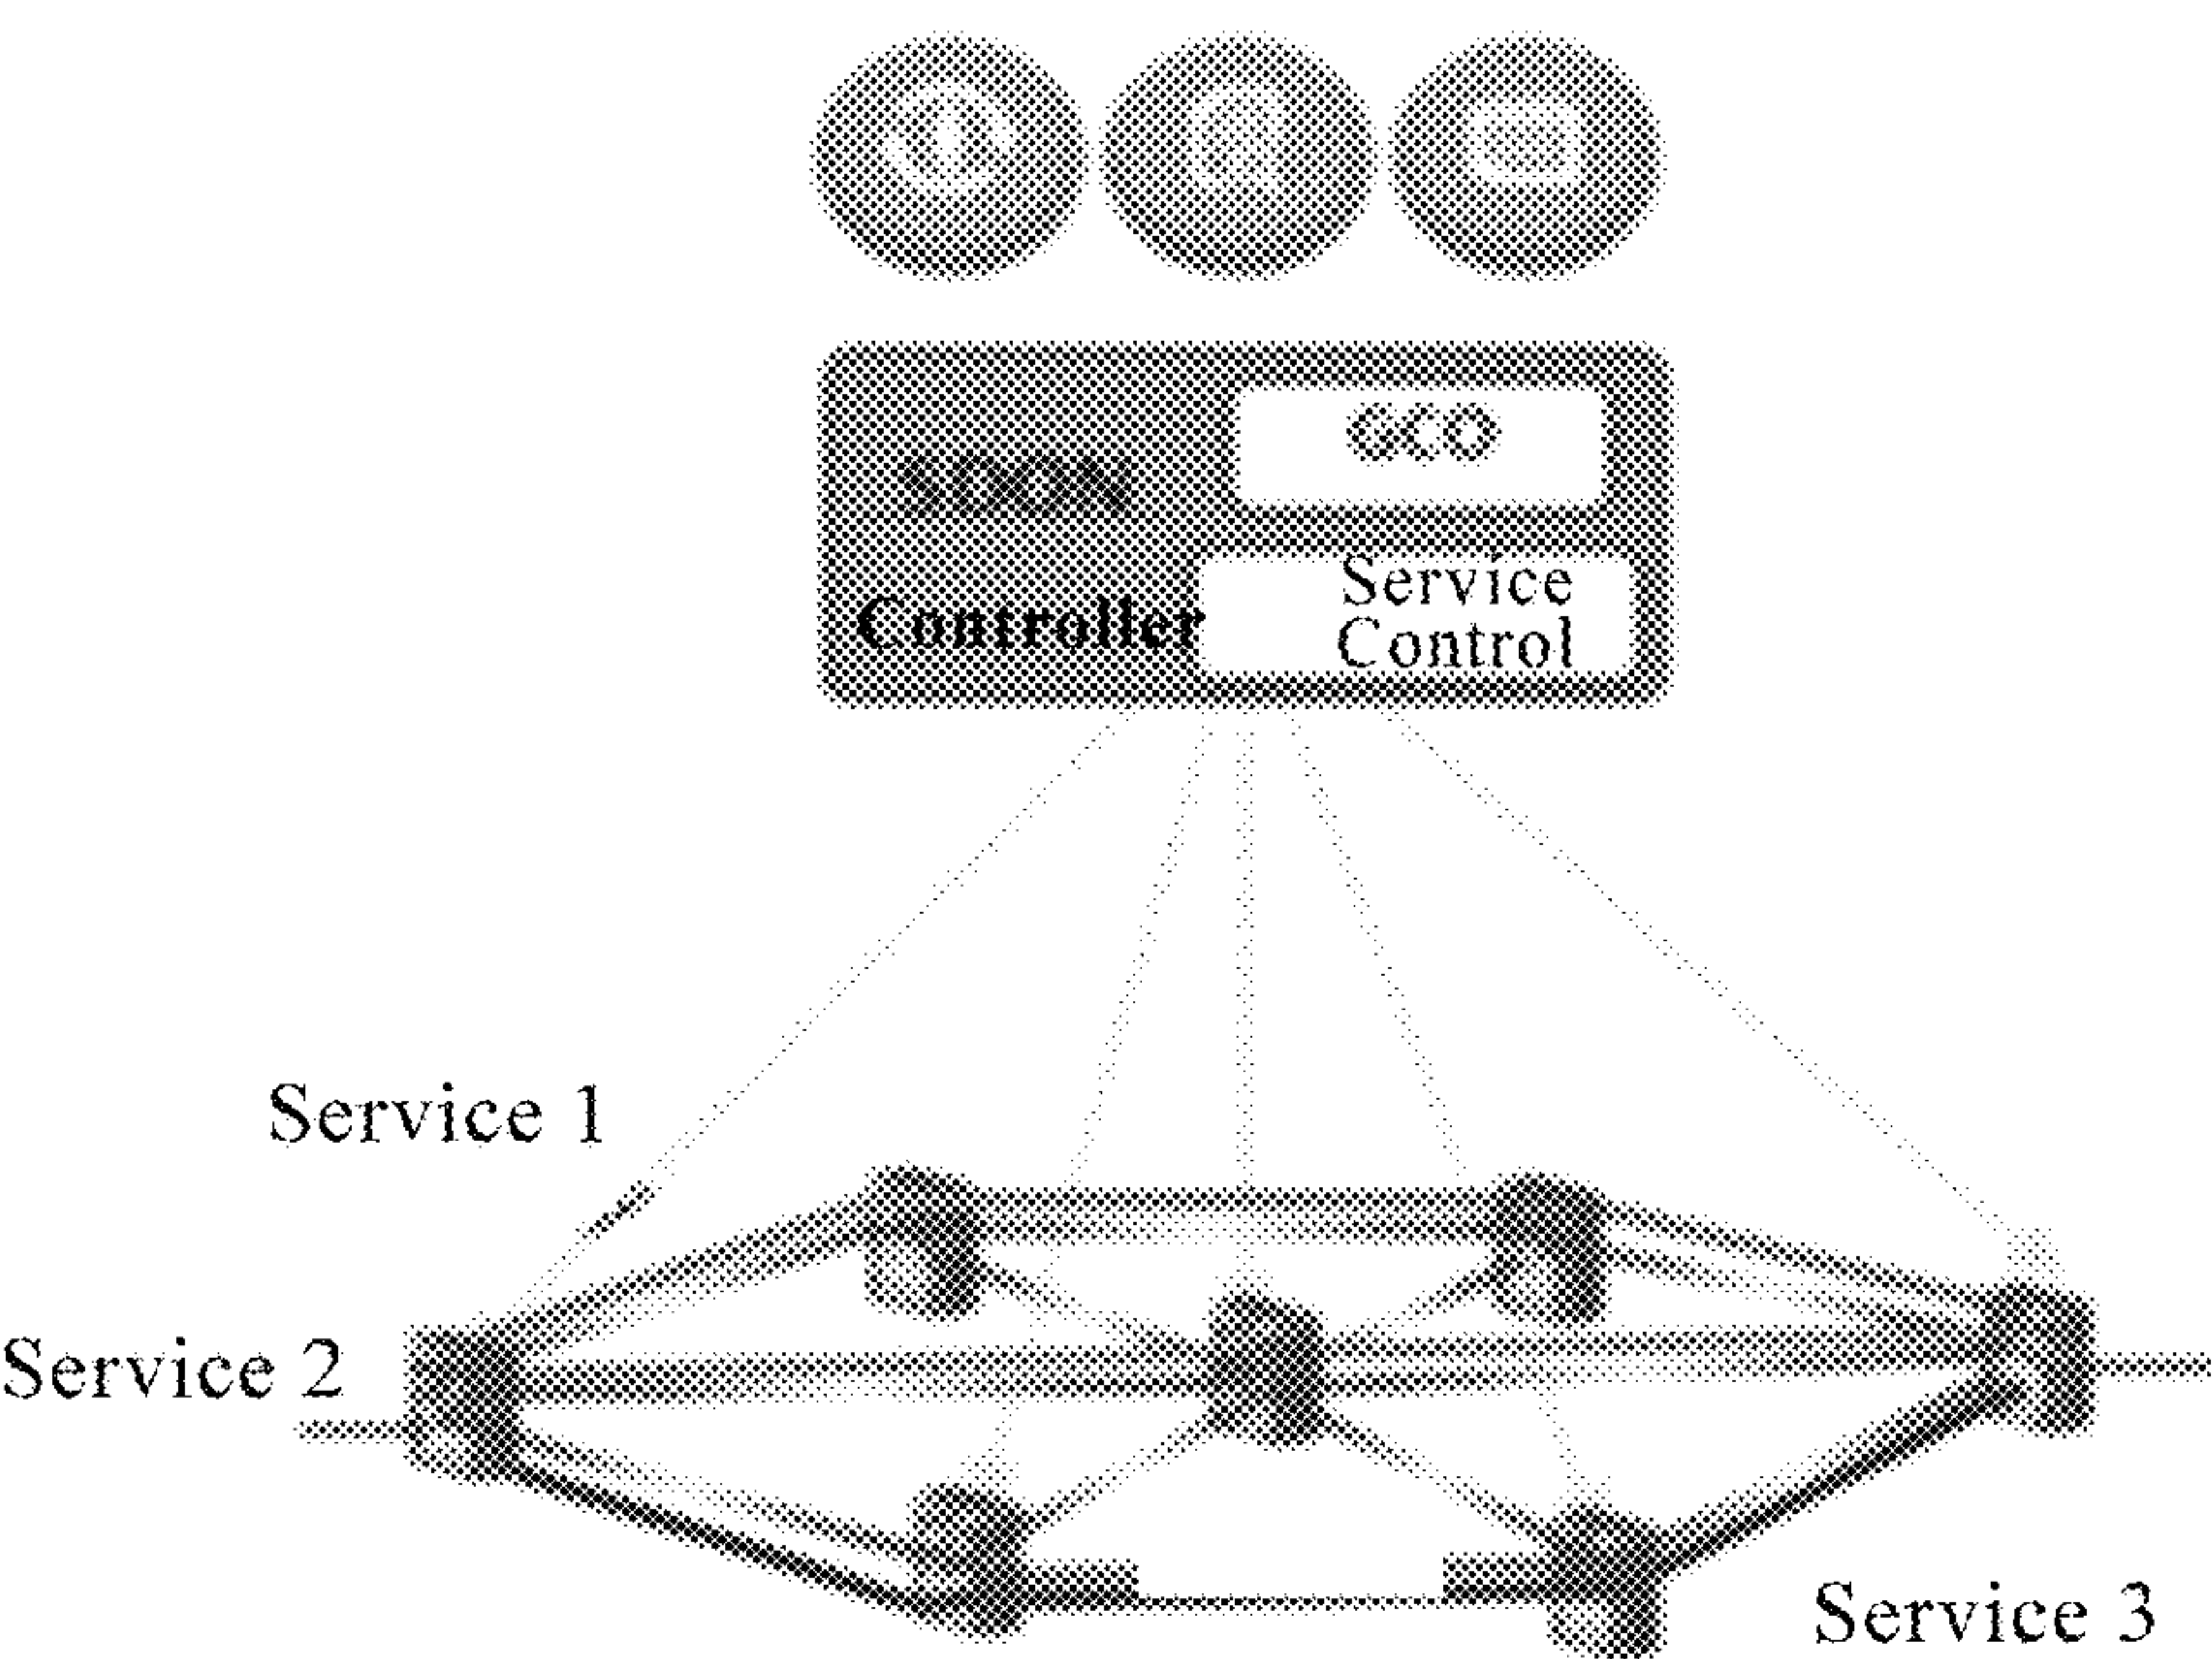 GCO
SDON
Service
Control
Controller
Service 1
Service 2
Service 3